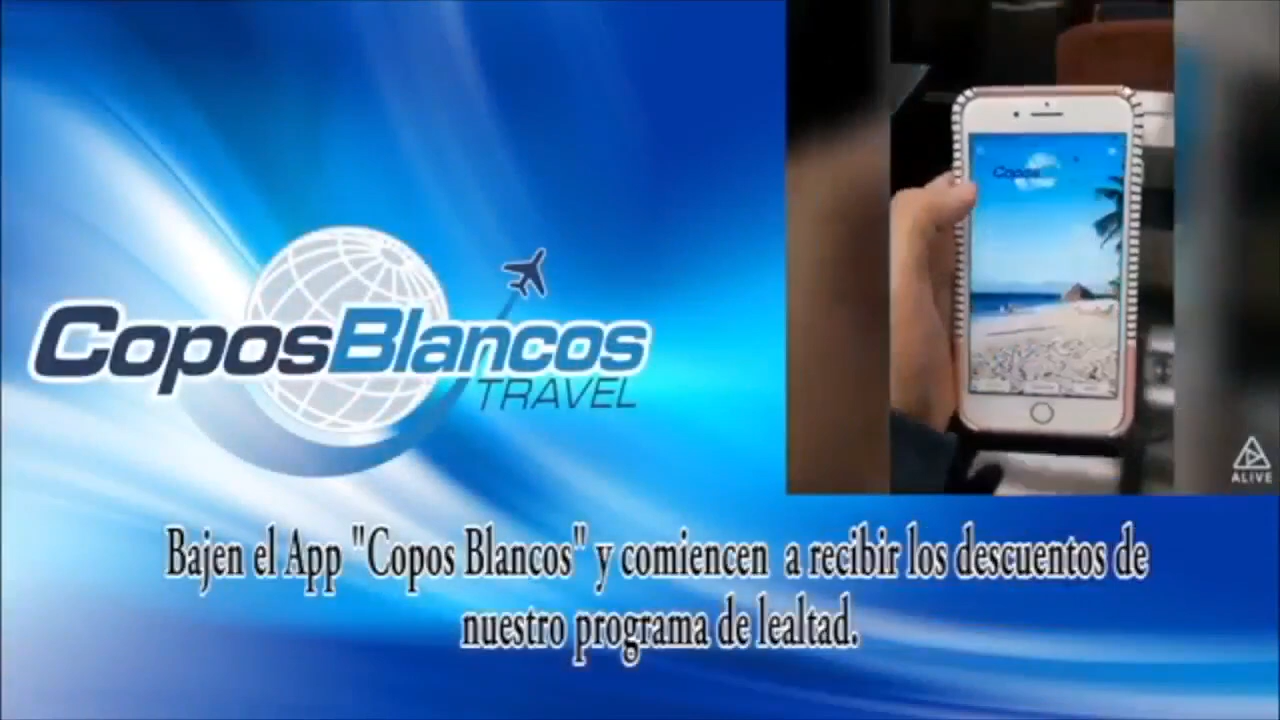 CoposBlancos
TRAVEL
Copos
ALIVE
Bajen el App "Copos Blancos" y comiencen a recibir los descuentos de
nuestro programa de lealtad.